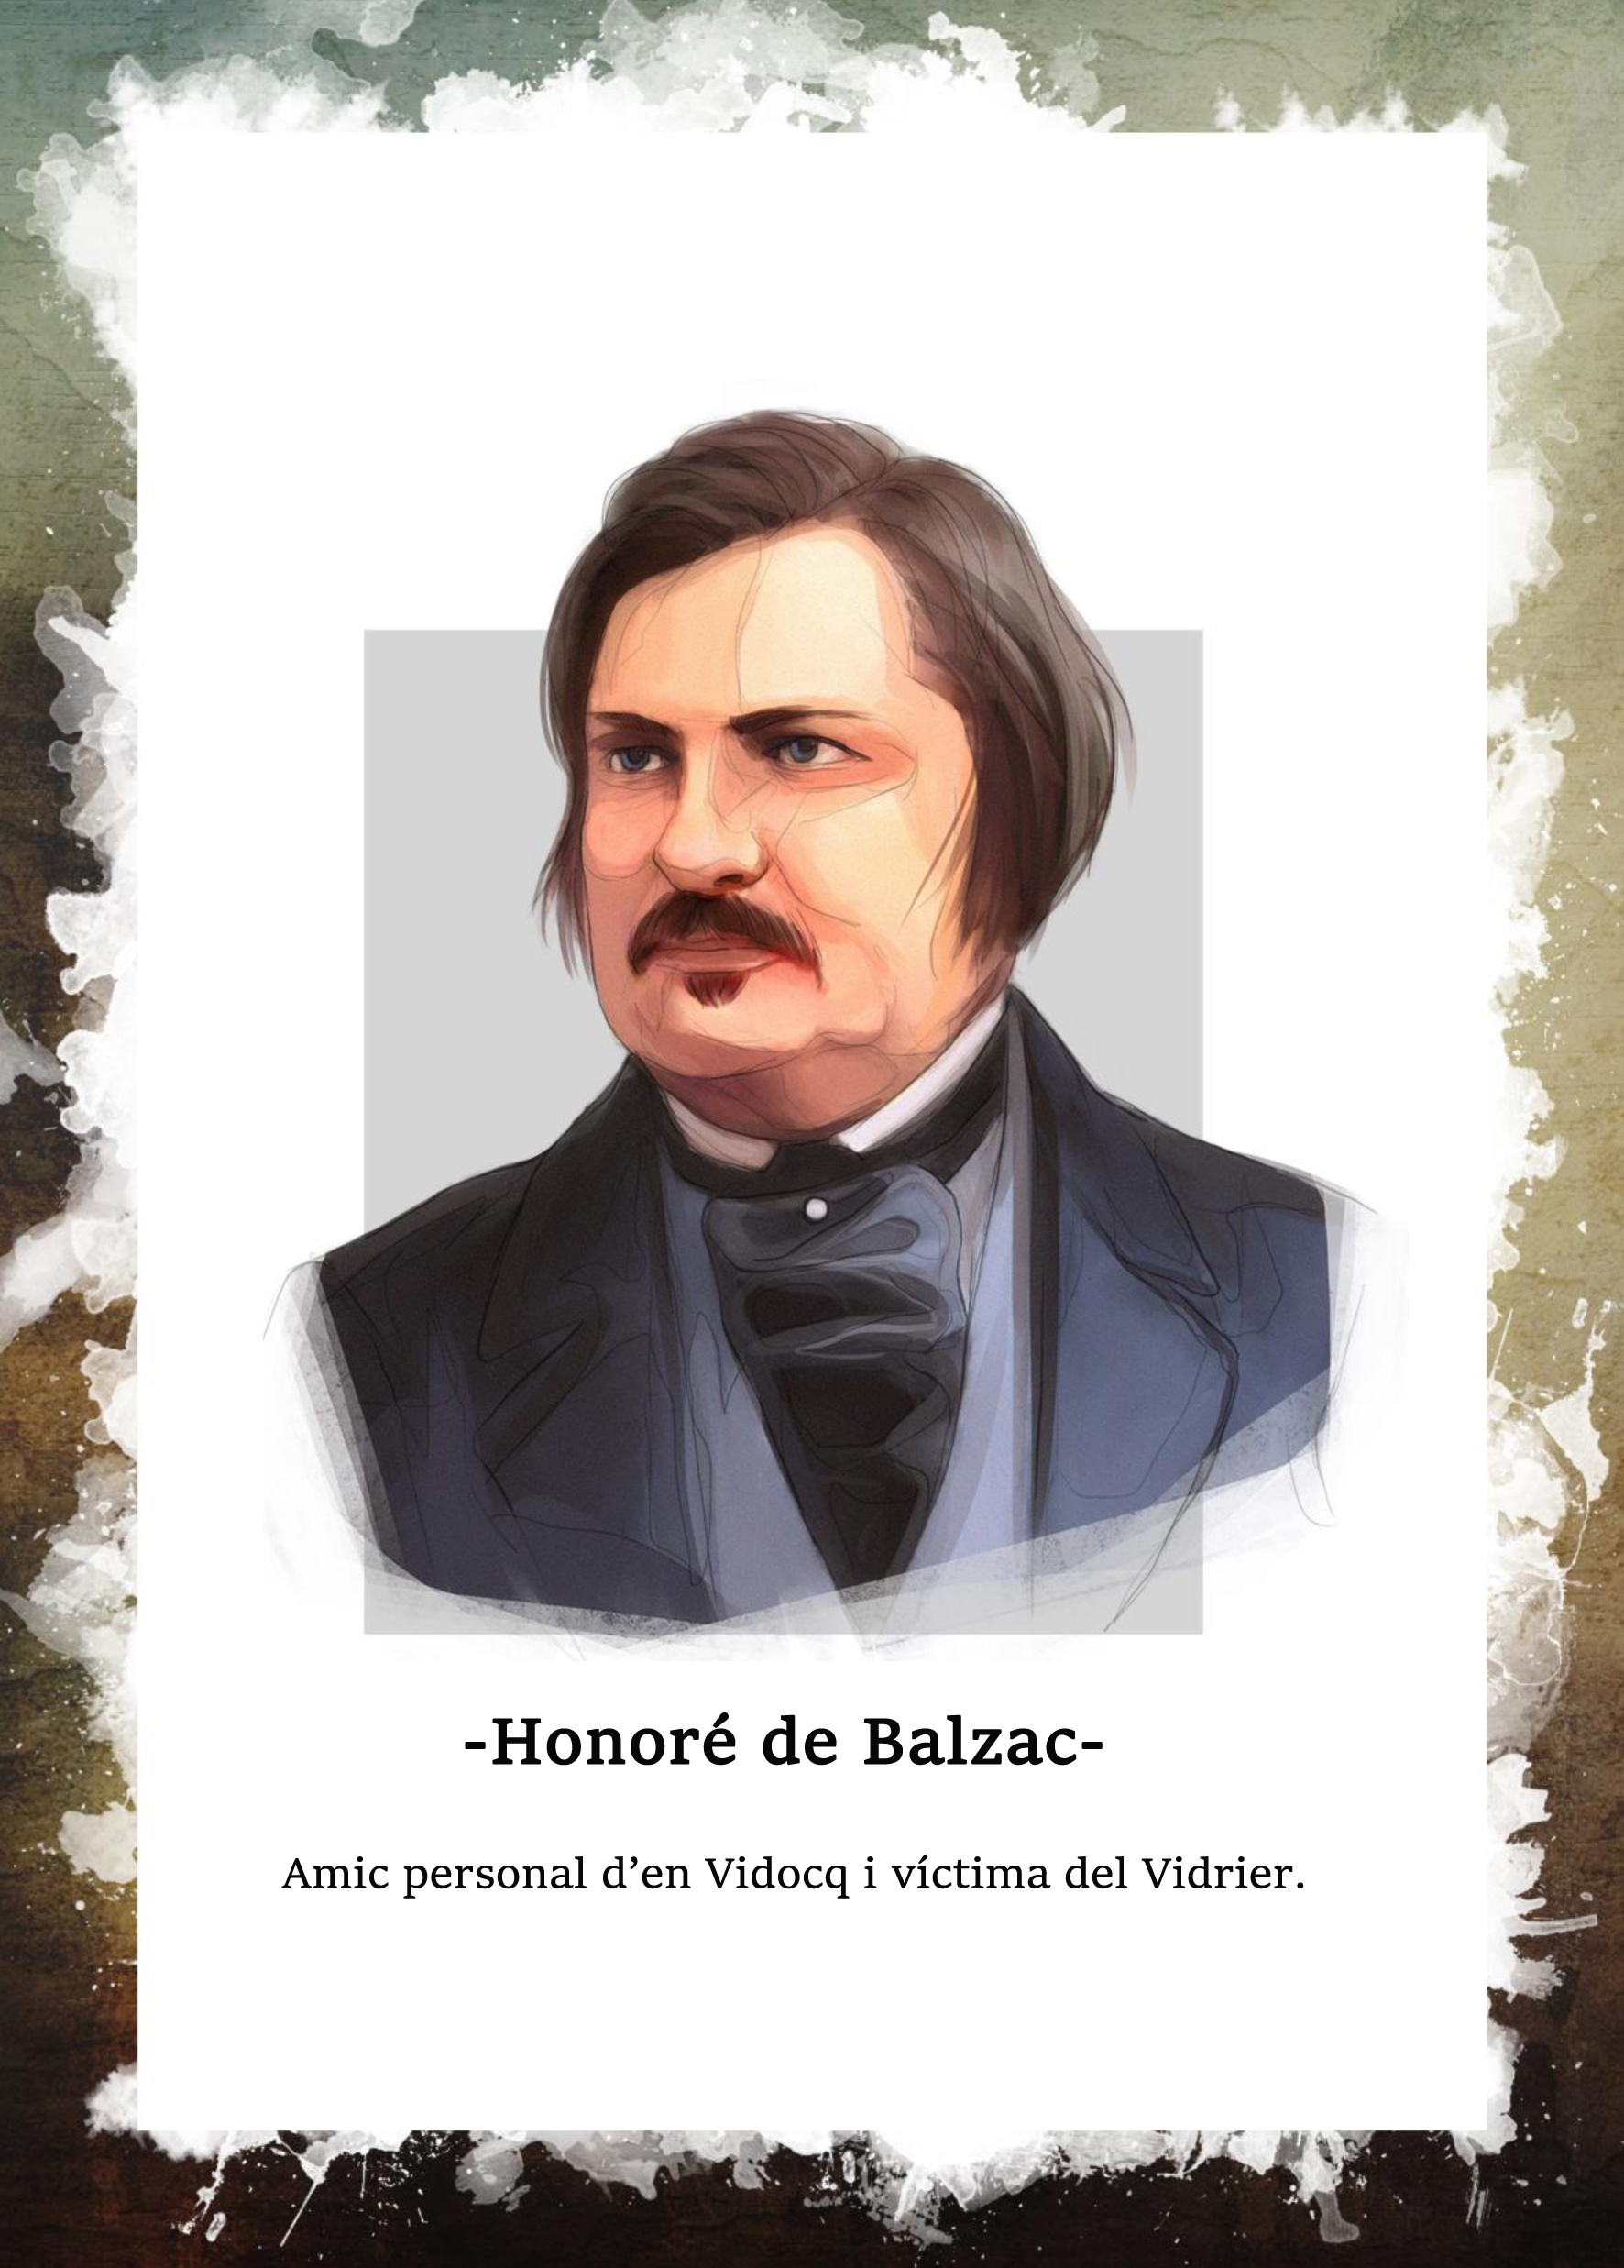 -Honoré de Balzac-
Amic personal d’en Vidocq i víctima del Vidrier.